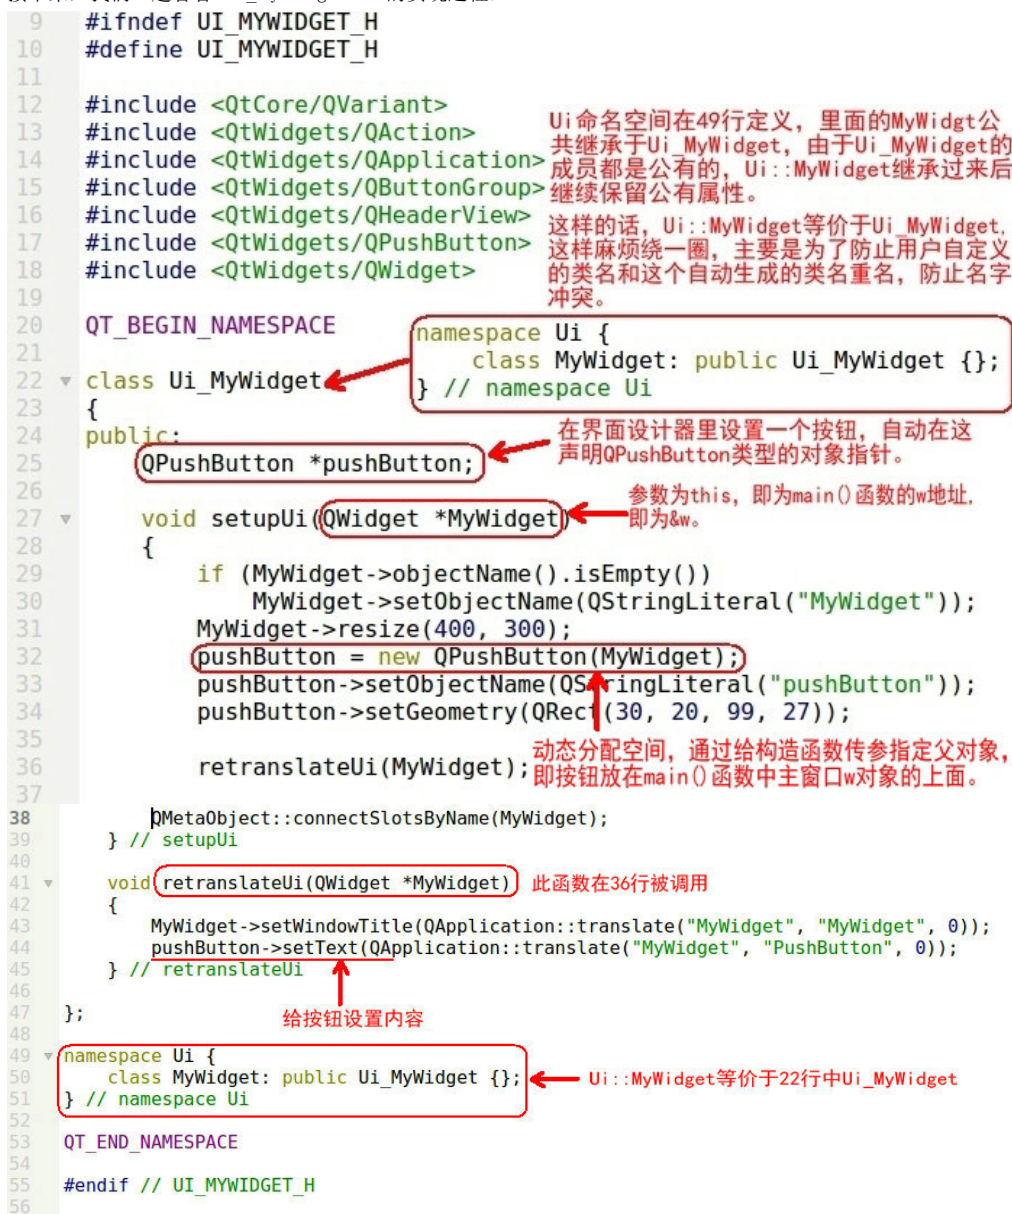 9 #ifndef UI_MYWIDGET_H
10 #define UI_MYWIDGET_H
11
12 #include <QtCore/QVariant>
13 #include <QtWidgets/QAction>
14 #include <QtWidgets/QApplication>
15 #include <QtWidgets/QButtonGroup>
16 #include <QtWidgets/QHeaderView>
17 #include <QtWidgets/QPushButton>
18 #include <QtWidgets/QWidget>
19
Ui命名空间在49行定义，里面的MyWidgt公
共继承于Ui_MyWidget，由于Ui_MyWidget的
成员都是公有的，Ui::MyWidget继承过来后
继续保留公有属性。
这样的话，Ui::MyWidget等价于Ui_MyWidget,
这样麻烦绕一圈，主要是为了防止用户自定义
的类名和这个自动生成的类名重名，防止名字
冲突。
20 QT_BEGIN_NAMESPACE
21
namespace Ui {
class MyWidget: public Ui_MyWidget {};
} // namespace Ui
22 class Ui_MyWidget
23 {
24 public:
25 QPushButton *pushButton;
在界面设计器里设置一个按钮，自动在这
声明QPushButton类型的对象指针。
26
27 void setupUi(QWidget *MyWidget)
参数为this，即为main()函数的w地址,
即为&w。
28 {
29 if (MyWidget->objectName().isEmpty())
30 MyWidget->setObjectName(QStringLiteral("MyWidget"));
31 MyWidget->resize(400, 300);
32 pushButton = new QPushButton(MyWidget);
33 pushButton->setObjectName(QStringLiteral("pushButton"));
34 pushButton->setGeometry(QRect(30, 20, 99, 27));
35
36 retranslateUi(MyWidget);
动态分配空间，通过给构造函数传参指定父对象，
即按钮放在main()函数中主窗口w对象的上面。
37
38 QMetaObject::connectSlotsByName(MyWidget);
39 } // setupUi
40
41 void retranslateUi(QWidget *MyWidget) 此函数在36行被调用
42 {
43 MyWidget->setWindowTitle(QApplication::translate("MyWidget", "MyWidget", 0));
44 pushButton->setText(QApplication::translate("MyWidget", "PushButton", 0));
45 } // retranslateUi
46
47 };
给按钮设置内容
48
49 namespace Ui {
50 class MyWidget: public Ui_MyWidget {}; Ui::MyWidget等价于22行中Ui_MyWidget
51 } // namespace Ui
52
53 QT_END_NAMESPACE
54
55 #endif // UI_MYWIDGET_H
56